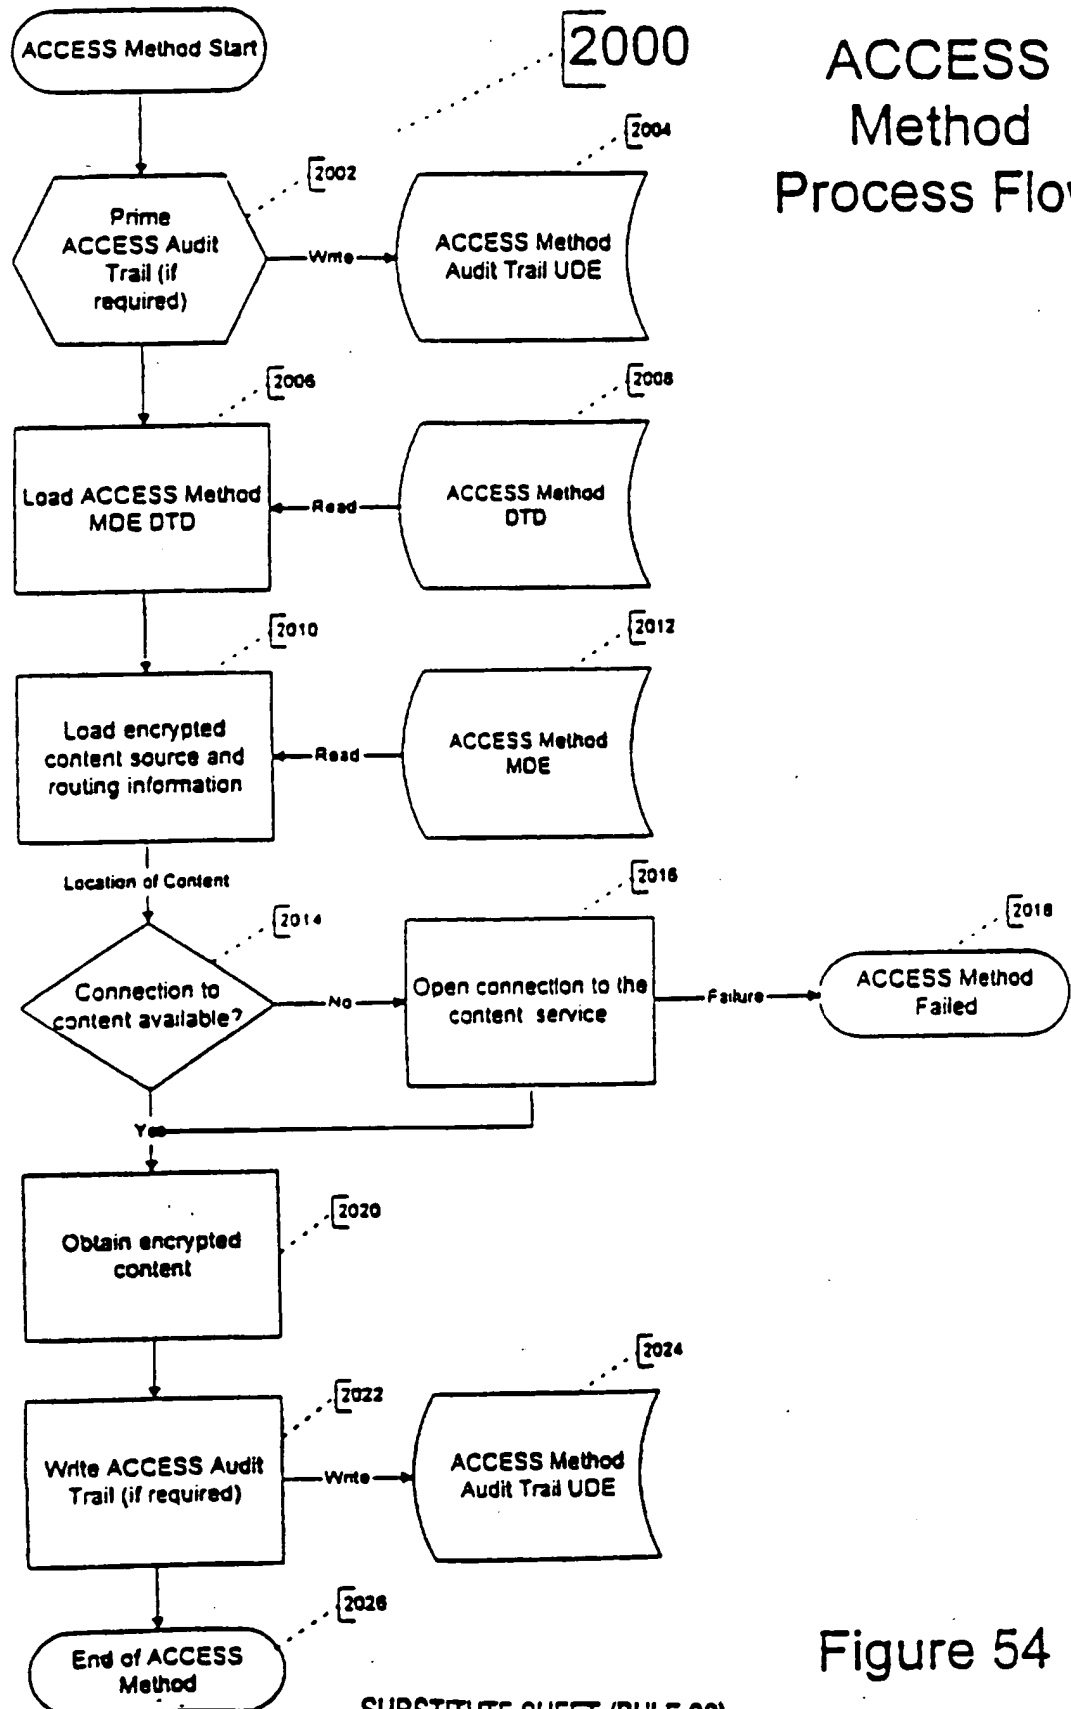 ACCESS Method Start
2000
ACCESS
Method
Process Flow
2004
2002
Prime
ACCESS Audit
Trail (if
required)
Write
ACCESS Method
Audit Trail UDE
2006
2008
Load ACCESS Method
MDE DTD
Read
ACCESS Method
DTD
2010
2012
Load encrypted
content source and
routing information
Read
ACCESS Method
MDE
Location of Content
2016
2014
2018
Connection to
content available?
No
Open connection to the
content service
Failure
ACCESS Method
Failed
Y
2020
Obtain encrypted
content
2024
2022
Write ACCESS Audit
Trail (if required)
Write
ACCESS Method
Audit Trail UDE
2026
End of ACCESS
Method
Figure 54
SUBSTITUTE SHEET